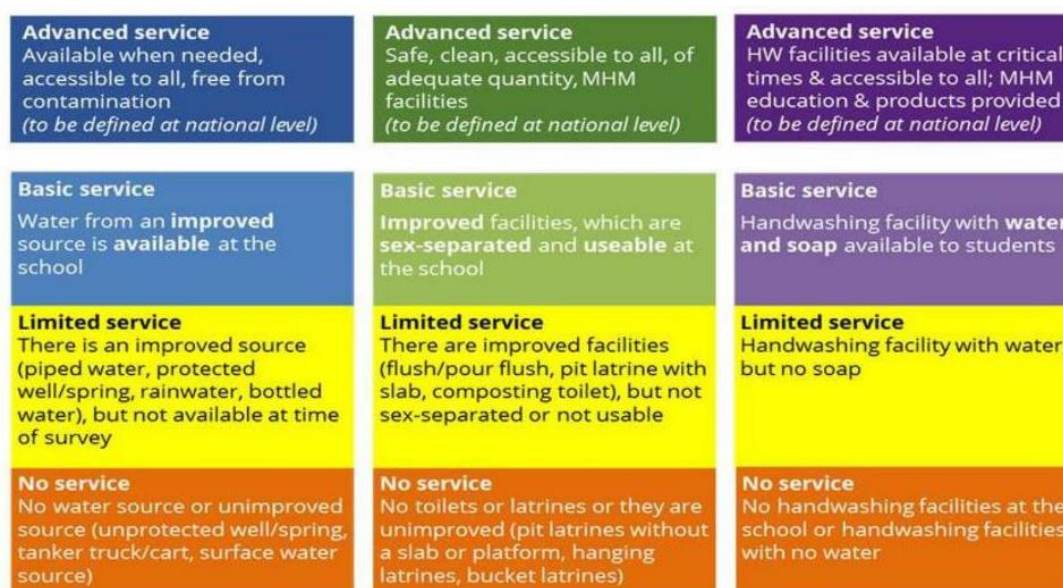 Advanced service
Available when needed,
accessible to all, free from
contamination
(to be defined at national level)
Advanced service
Safe, clean, accessible to all, of
adequate quantity, MHM
facilities
(to be defined at national level)
Advanced service
HW facilities available at critical
times & accessible to all; MHM
education & products provided
(to be defined at national level)
Basic service
Water from an improved
source is available at the
school
Basic service
Improved facilities, which are
sex-separated and useable at
the school
Basic service
Handwashing facility with water
and soap available to students
Limited service
There is an improved source
(piped water, protected
well/spring, rainwater, bottled
water), but not available at time
of survey
Limited service
There are improved facilities
(flush/pour flush, pit latrine with
slab, composting toilet), but not
sex-separated or not usable
Limited service
Handwashing facility with water
but no soap
No service
No water source or unimproved
source (unprotected well/spring,
tanker truck/cart, surface water
source)
No service
No toilets or latrines or they are
unimproved (pit latrines without
a slab or platform, hanging
latrines, bucket latrines)
No service
No handwashing facilities at the
school or handwashing facilities
with no water